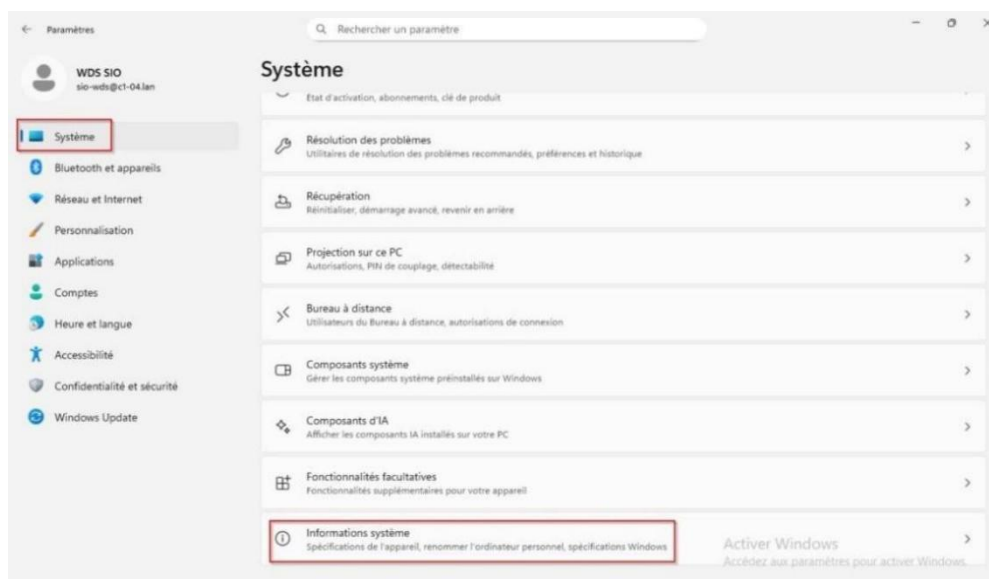 Paramètres
Rechercher un paramètre
WDS SIO
sio-wds@c1-04.lan
Système
Bluetooth et appareils
Réseau et Internet
Personnalisation
Applications
Comptes
Heure et langue
Accessibilité
Confidentialité et sécurité
Windows Update
Système
État d'activation, abonnements, clé de produit
Résolution des problèmes
Utilitaires de résolution des problèmes recommandés, préférences et historique
Récupération
Réinitialiser, démarrage avancé, revenir en arrière
Projection sur ce PC
Autorisations, PIN de couplage, détectabilité
Bureau à distance
Utilisateurs du Bureau à distance, autorisations de connexion
Composants système
Gérer les composants système préinstallés sur Windows
Composants d'IA
Afficher les composants IA installés sur votre PC
Fonctionnalités facultatives
Fonctionnalités supplémentaires pour votre appareil
Informations système
Spécifications de l'appareil, renommer l'ordinateur personnel, spécifications Windows
Activer Windows
Accédez aux paramètres pour activer Windows.